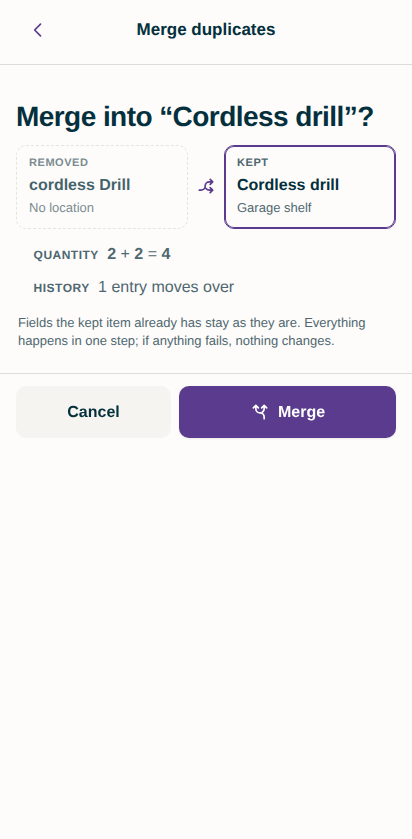 Merge duplicates
Merge into “Cordless drill”?
REMOVED
cordless Drill
No location
KEPT
Cordless drill
Garage shelf
QUANTITY 2 + 2 = 4
HISTORY 1 entry moves over
Fields the kept item already has stay as they are. Everything
happens in one step; if anything fails, nothing changes.
Cancel
Merge